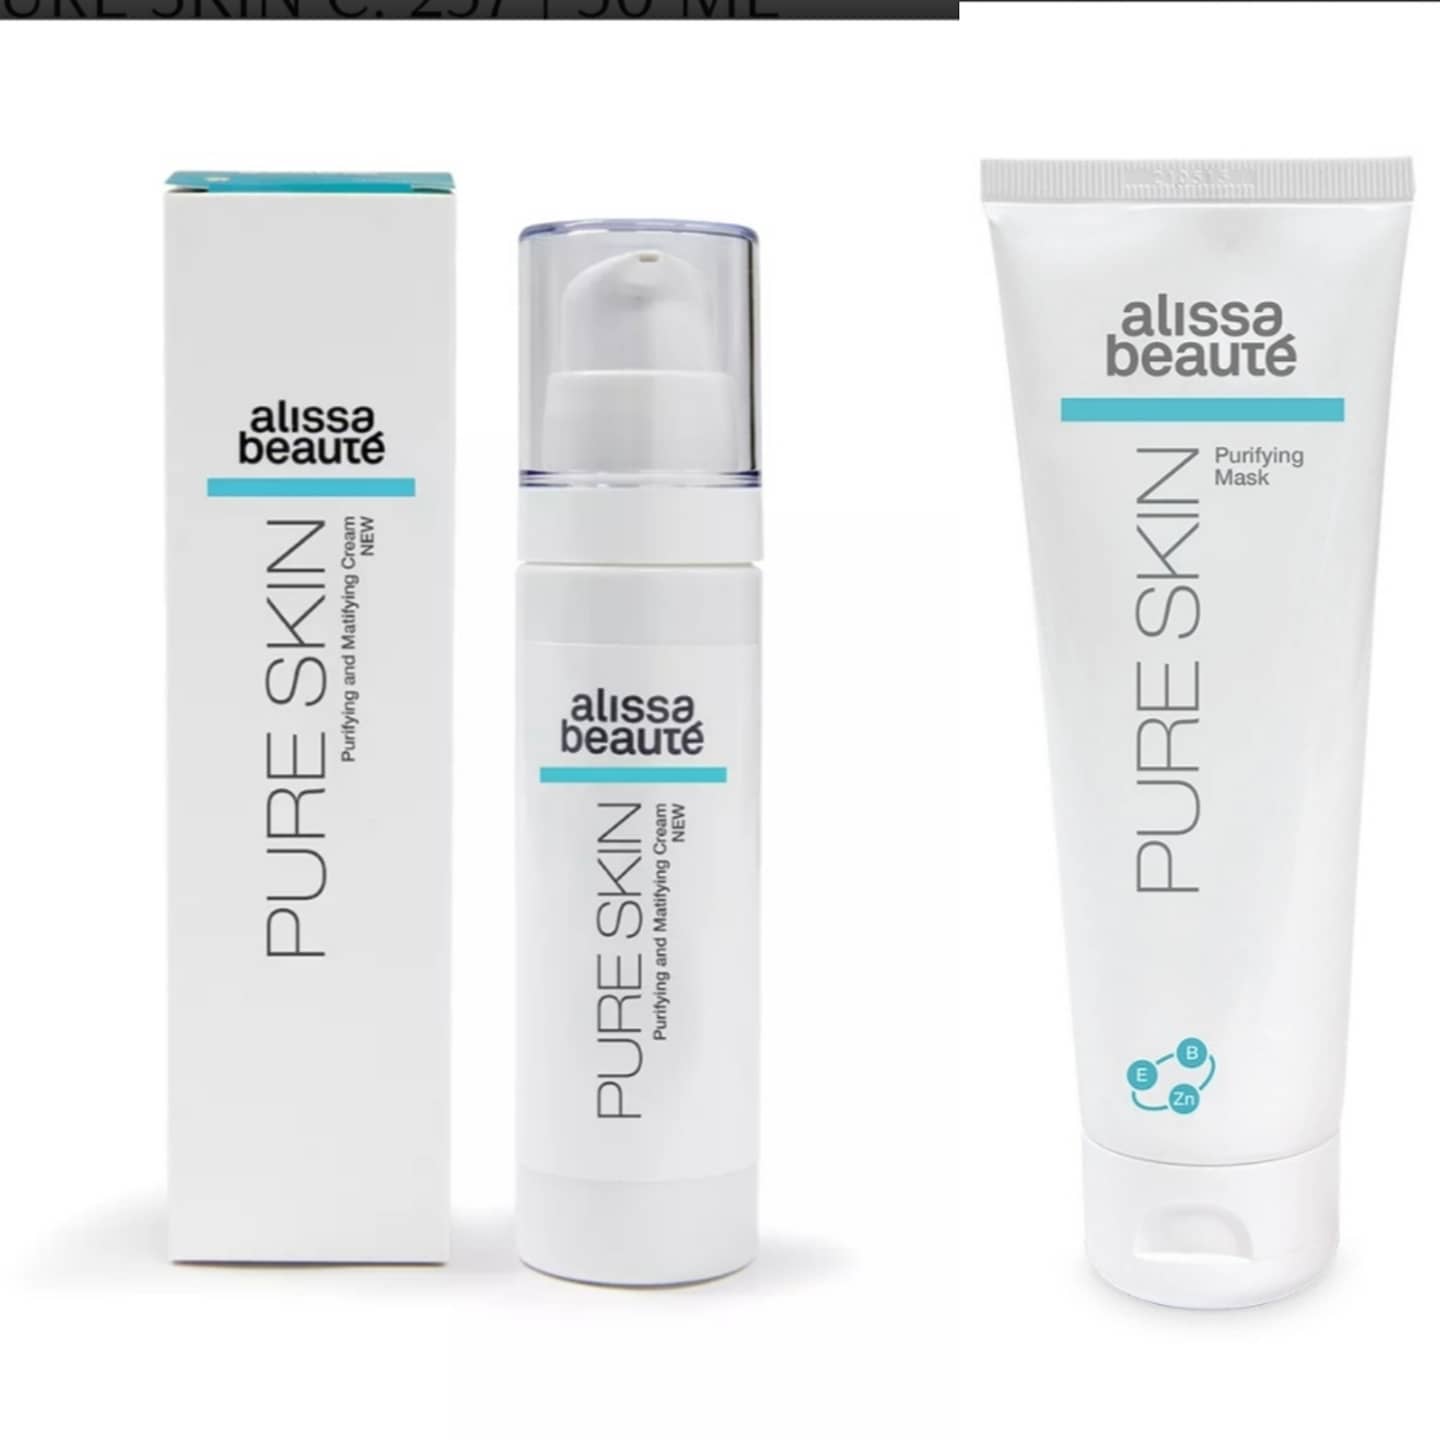 alissa
beauté
PURE SKIN
Purifying and Matifying Cream
NEW
alissa
beauté
PURE SKIN
Purifying and Matifying Cream
NEW
alissa
beauté
Purifying
Mask
PURE SKIN
E
B
Zn